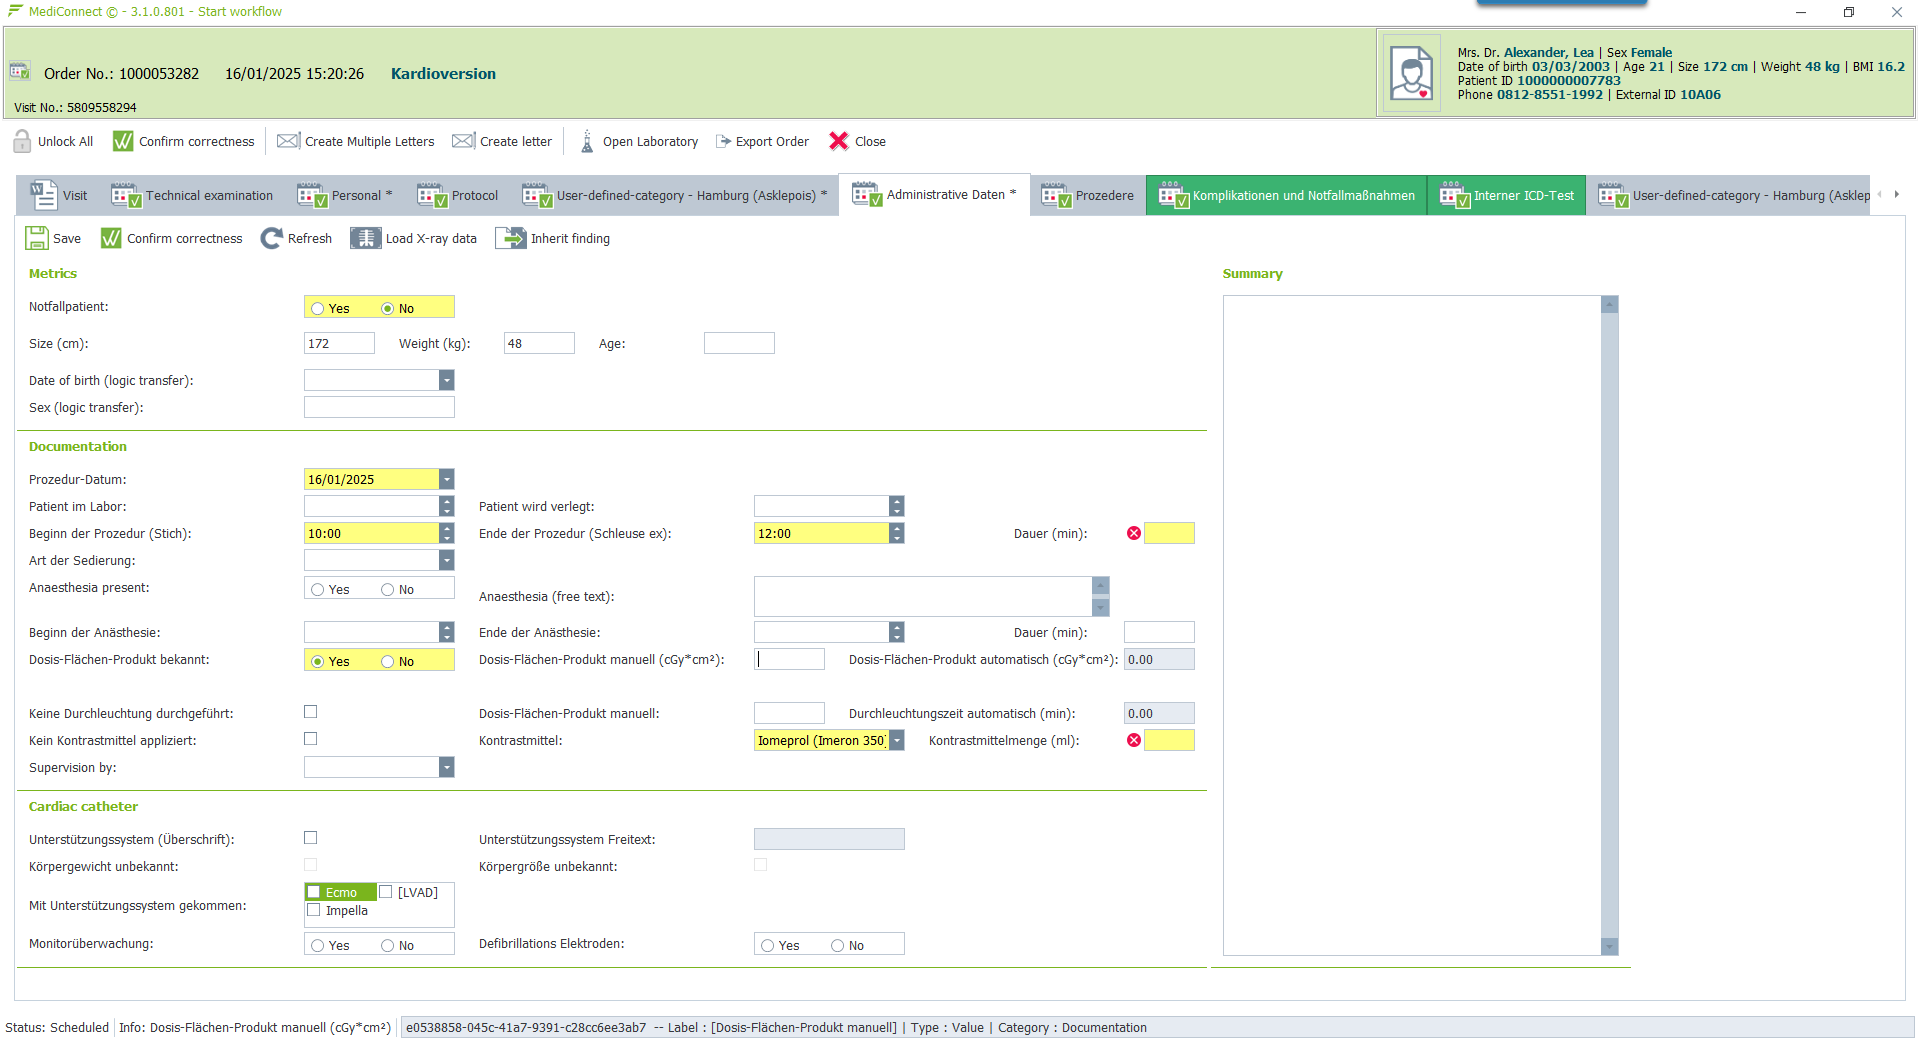 MediConnect © - 3.1.0.801 - Start workflow
Order No.: 1000053282 16/01/2025 15:20:26 Kardioversion
Visit No.: 5809558294
Mrs. Dr. Alexander, Lea | Sex Female
Date of birth 03/03/2003 | Age 21 | Size 172 cm | Weight 48 kg | BMI 16.2
Patient ID 1000000007783
Phone 0812-8551-1992 | External ID 10A06
Unlock All Confirm correctness Create Multiple Letters Create letter Open Laboratory Export Order Close
Visit Technical examination Personal * Protocol User-defined-category - Hamburg (Asklepois) * Administrative Daten * Prozedere Komplikationen und Notfallmaßnahmen Interner ICD-Test User-defined-category - Hamburg (Asklep
Save Confirm correctness Refresh Load X-ray data Inherit finding
Metrics
Notfallpatient: Yes No
Size (cm): 172 Weight (kg): 48 Age:
Date of birth (logic transfer):
Sex (logic transfer):
Documentation
Prozedur-Datum: 16/01/2025
Patient im Labor: Patient wird verlegt:
Beginn der Prozedur (Stich): 10:00 Ende der Prozedur (Schleuse ex): 12:00 Dauer (min):
Art der Sedierung:
Anaesthesia present: Yes No Anaesthesia (free text):
Beginn der Anästhesie: Ende der Anästhesie: Dauer (min):
Dosis-Flächen-Produkt bekannt: Yes No Dosis-Flächen-Produkt manuell (cGy*cm²): Dosis-Flächen-Produkt automatisch (cGy*cm²): 0.00
Keine Durchleuchtung durchgeführt: Dosis-Flächen-Produkt manuell: Durchleuchtungszeit automatisch (min): 0.00
Kein Kontrastmittel appliziert: Kontrastmittel: Iomeprol (Imeron 350) Kontrastmittelmenge (ml):
Supervision by:
Cardiac catheter
Unterstützungssystem (Überschrift): Unterstützungssystem Freitext:
Körpergewicht unbekannt: Körpergröße unbekannt:
Mit Unterstützungssystem gekommen: Ecmo [LVAD]
Impella
Monitorüberwachung: Yes No Defibrillations Elektroden: Yes No
Summary
Status: Scheduled Info: Dosis-Flächen-Produkt manuell (cGy*cm²) e0538858-045c-41a7-9391-c28cc6ee3ab7 -- Label : [Dosis-Flächen-Produkt manuell] | Type : Value | Category : Documentation